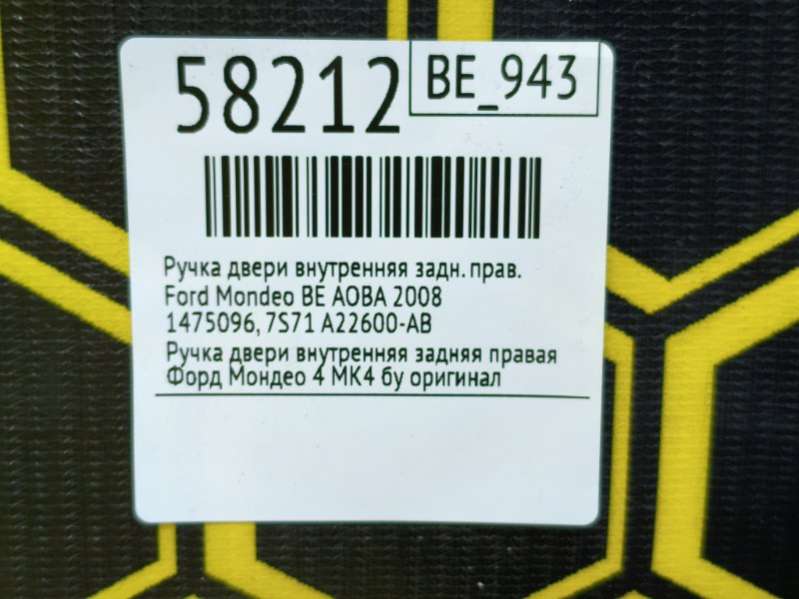 58212
BE_943
Ручка двери внутренняя задн. прав.
Ford Mondeo BE AOBA 2008
1475096, 7S71 A22600-AB
Ручка двери внутренняя задняя правая
Форд Мондео 4 МК4 бу оригинал